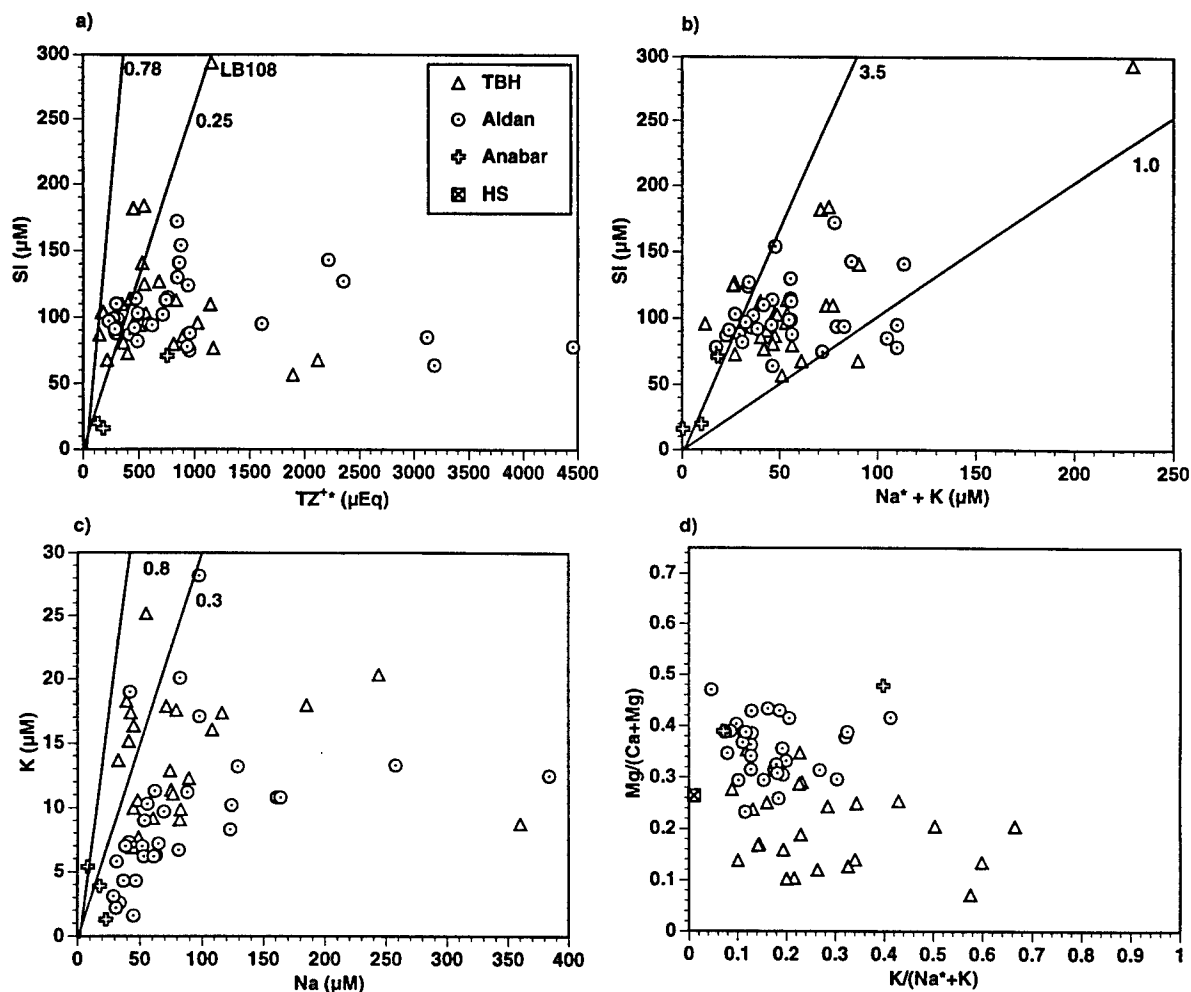 a)
300
250
200
150
100
50
0
SI (µM)
0.78
LB108
0.25
TBH
Aldan
Anabar
HS
0 500 1000 1500 2000 2500 3000 3500 4000 4500
TZ⁺* (µEq)
b)
300
250
200
150
100
50
0
SI (µM)
3.5
1.0
0 50 100 150 200 250
Na* + K (µM)
c)
30
25
20
15
10
5
0
K (µM)
0.8
0.3
0 100 200 300 400
Na (µM)
d)
0.7
0.6
0.5
0.4
0.3
0.2
0.1
0
Mg/(Ca+Mg)
0 0.1 0.2 0.3 0.4 0.5 0.6 0.7 0.8 0.9 1
K/(Na*+K)